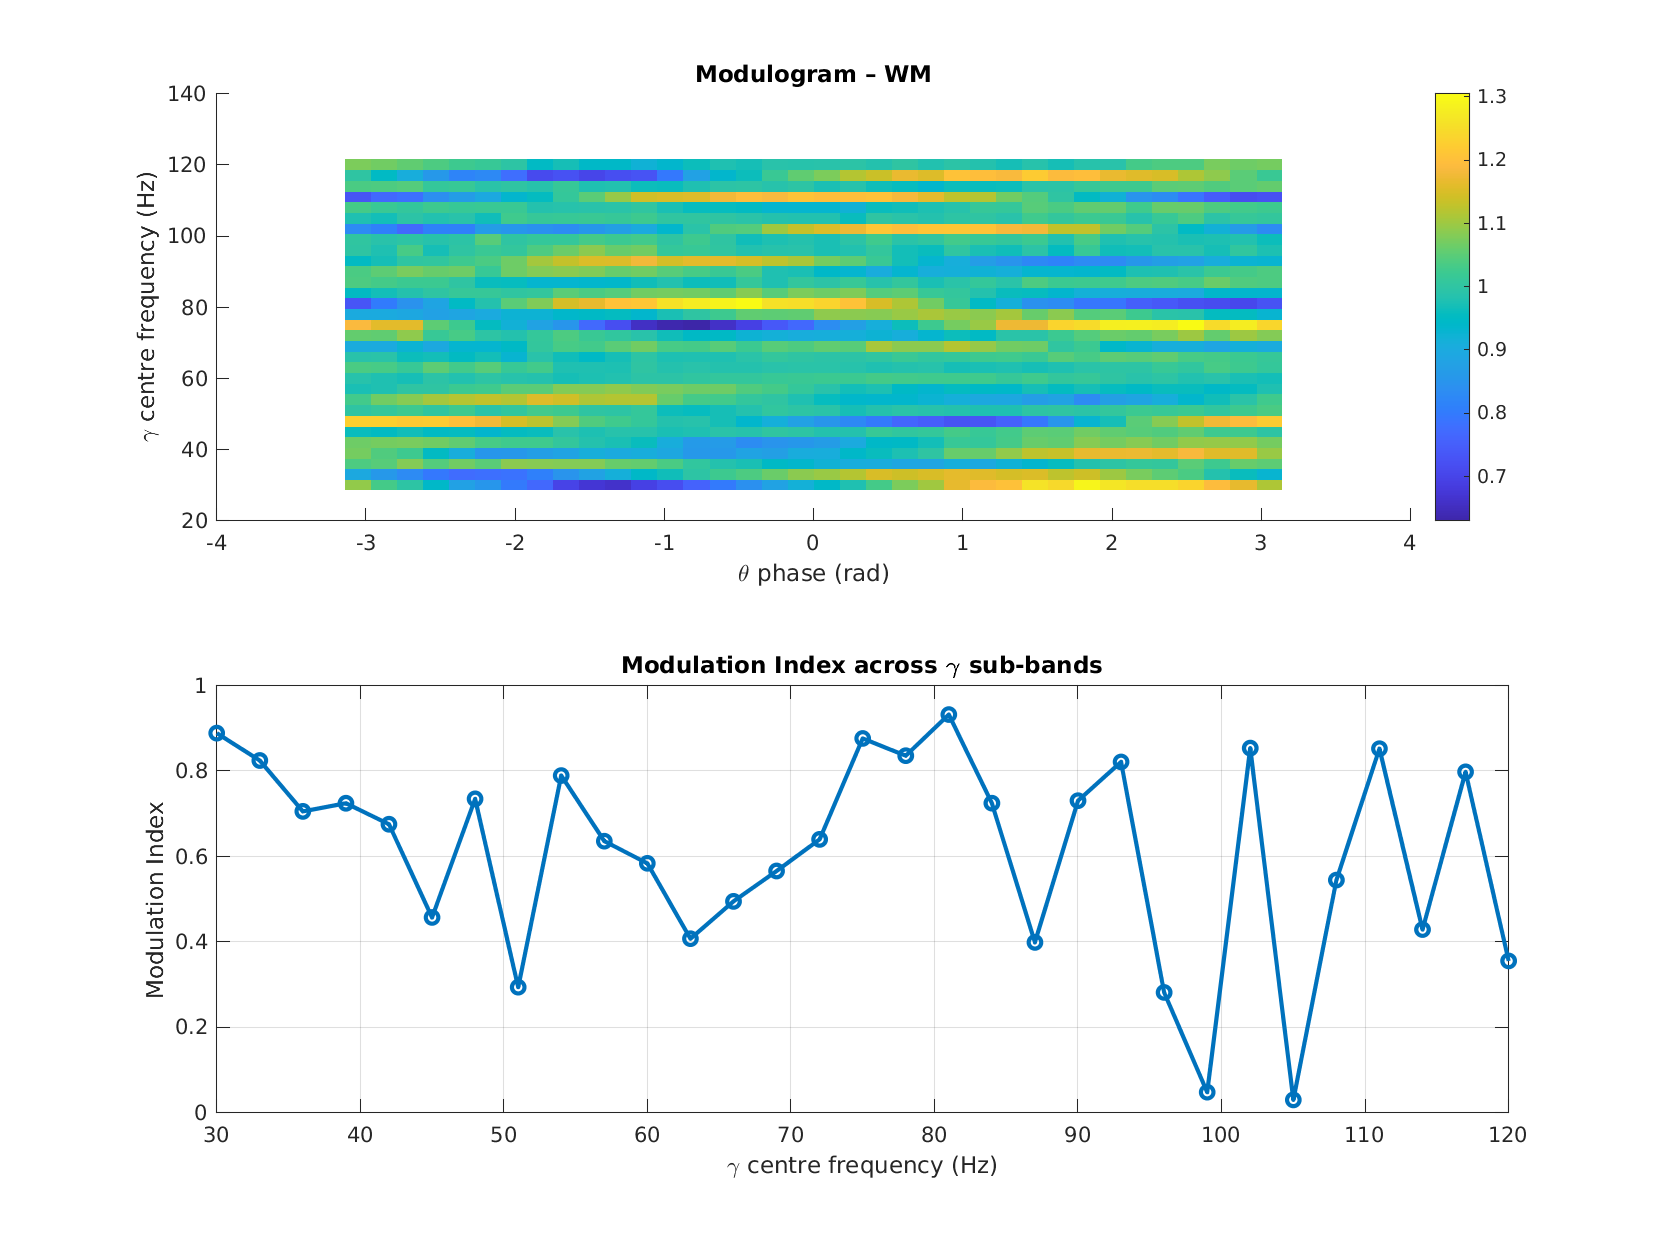 Modulogram – WM
140
120
100
80
60
40
20
γ centre frequency (Hz)
-4 -3 -2 -1 0 1 2 3 4
θ phase (rad)
1.3
1.2
1.1
1
0.9
0.8
0.7
Modulation Index across γ sub-bands
1
0.8
0.6
0.4
0.2
0
Modulation Index
30 40 50 60 70 80 90 100 110 120
γ centre frequency (Hz)